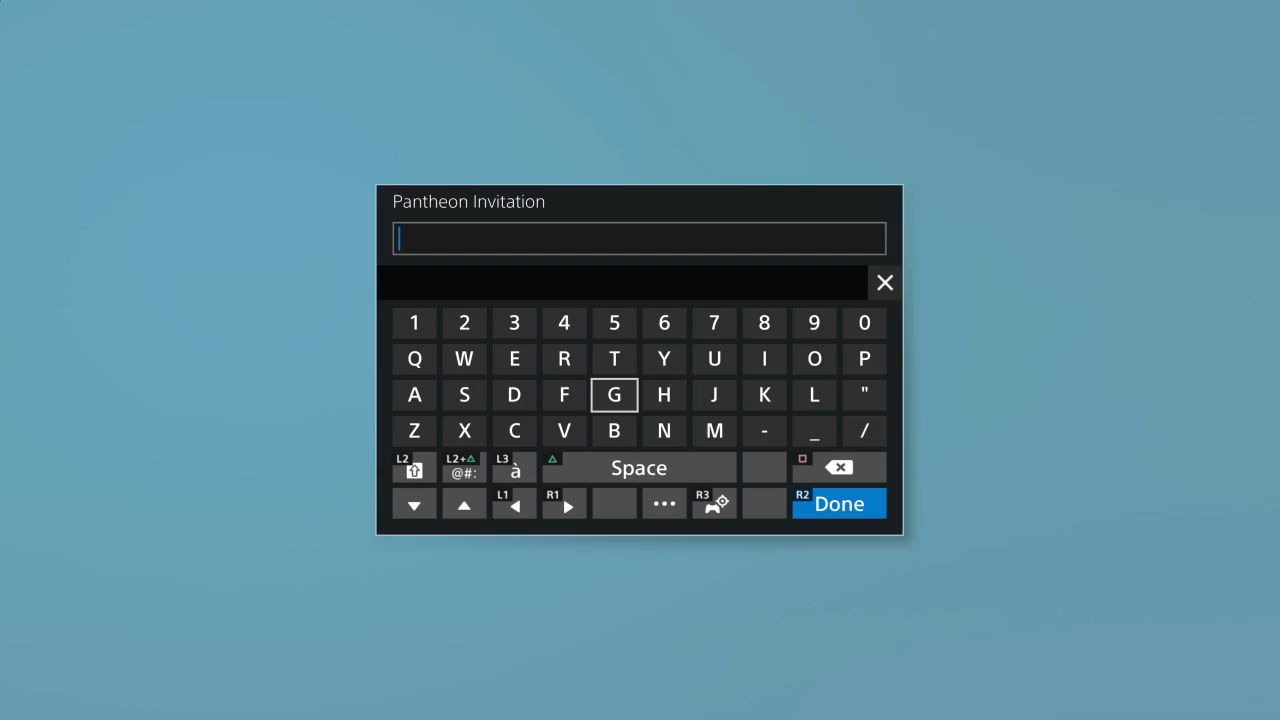 Pantheon Invitation
1 2 3 4 5 6 7 8 9 0
Q W E R T Y U I O P
A S D F G H J K L "
Z X C V B N M - _ /
L2 L2+△ @#: L3 à △ Space □
L1 R1 ••• R3 R2 Done